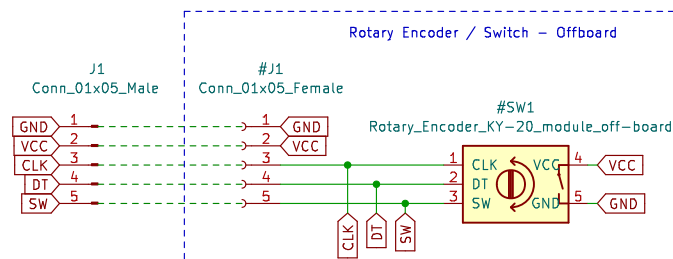 Rotary Encoder / Switch - Offboard
J1
Conn_01x05_Male
#J1
Conn_01x05_Female
#SW1
Rotary_Encoder_KY-20_module_off-board
GND 1 1 GND
VCC 2 2 VCC
CLK 3 3 1 CLK VCC 4 VCC
DT 4 4 2 DT
SW 5 5 3 SW GND 5 GND
CLK
DT
SW